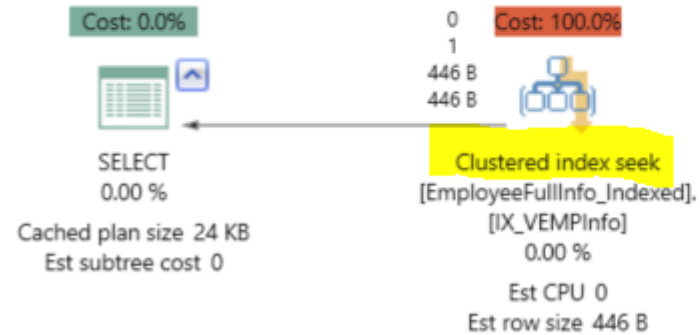 Cost: 0.0%
SELECT
0.00 %
Cached plan size 24 KB
Est subtree cost 0
0
1
446 B
446 B
Cost: 100.0%
Clustered index seek
[EmployeeFullInfo_Indexed].
[IX_VEMPInfo]
0.00 %
Est CPU 0
Est row size 446 B